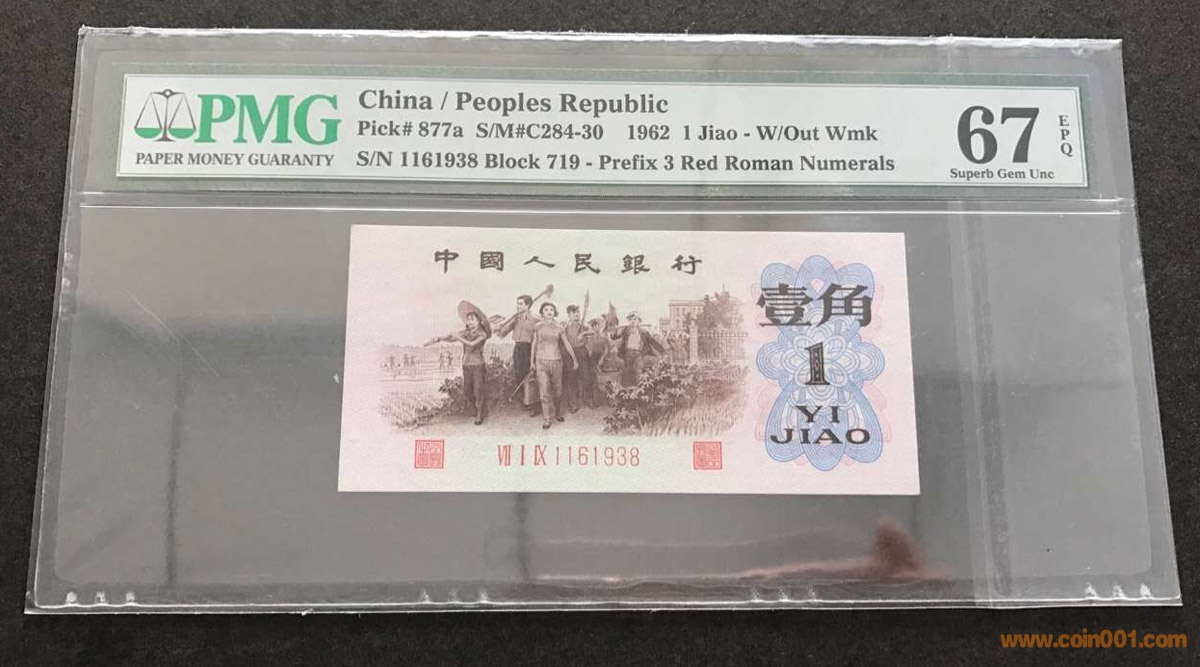 PMG
PAPER MONEY GUARANTY
China / Peoples Republic
Pick# 877a S/M#C284-30 1962 1 Jiao - W/Out Wmk
S/N 1161938 Block 719 - Prefix 3 Red Roman Numerals
67
EPQ
Superb Gem Unc
中國人民銀行
壹角
1
YI
JIAO
Ⅶ Ⅰ Ⅸ 1161938
www.coin001.com